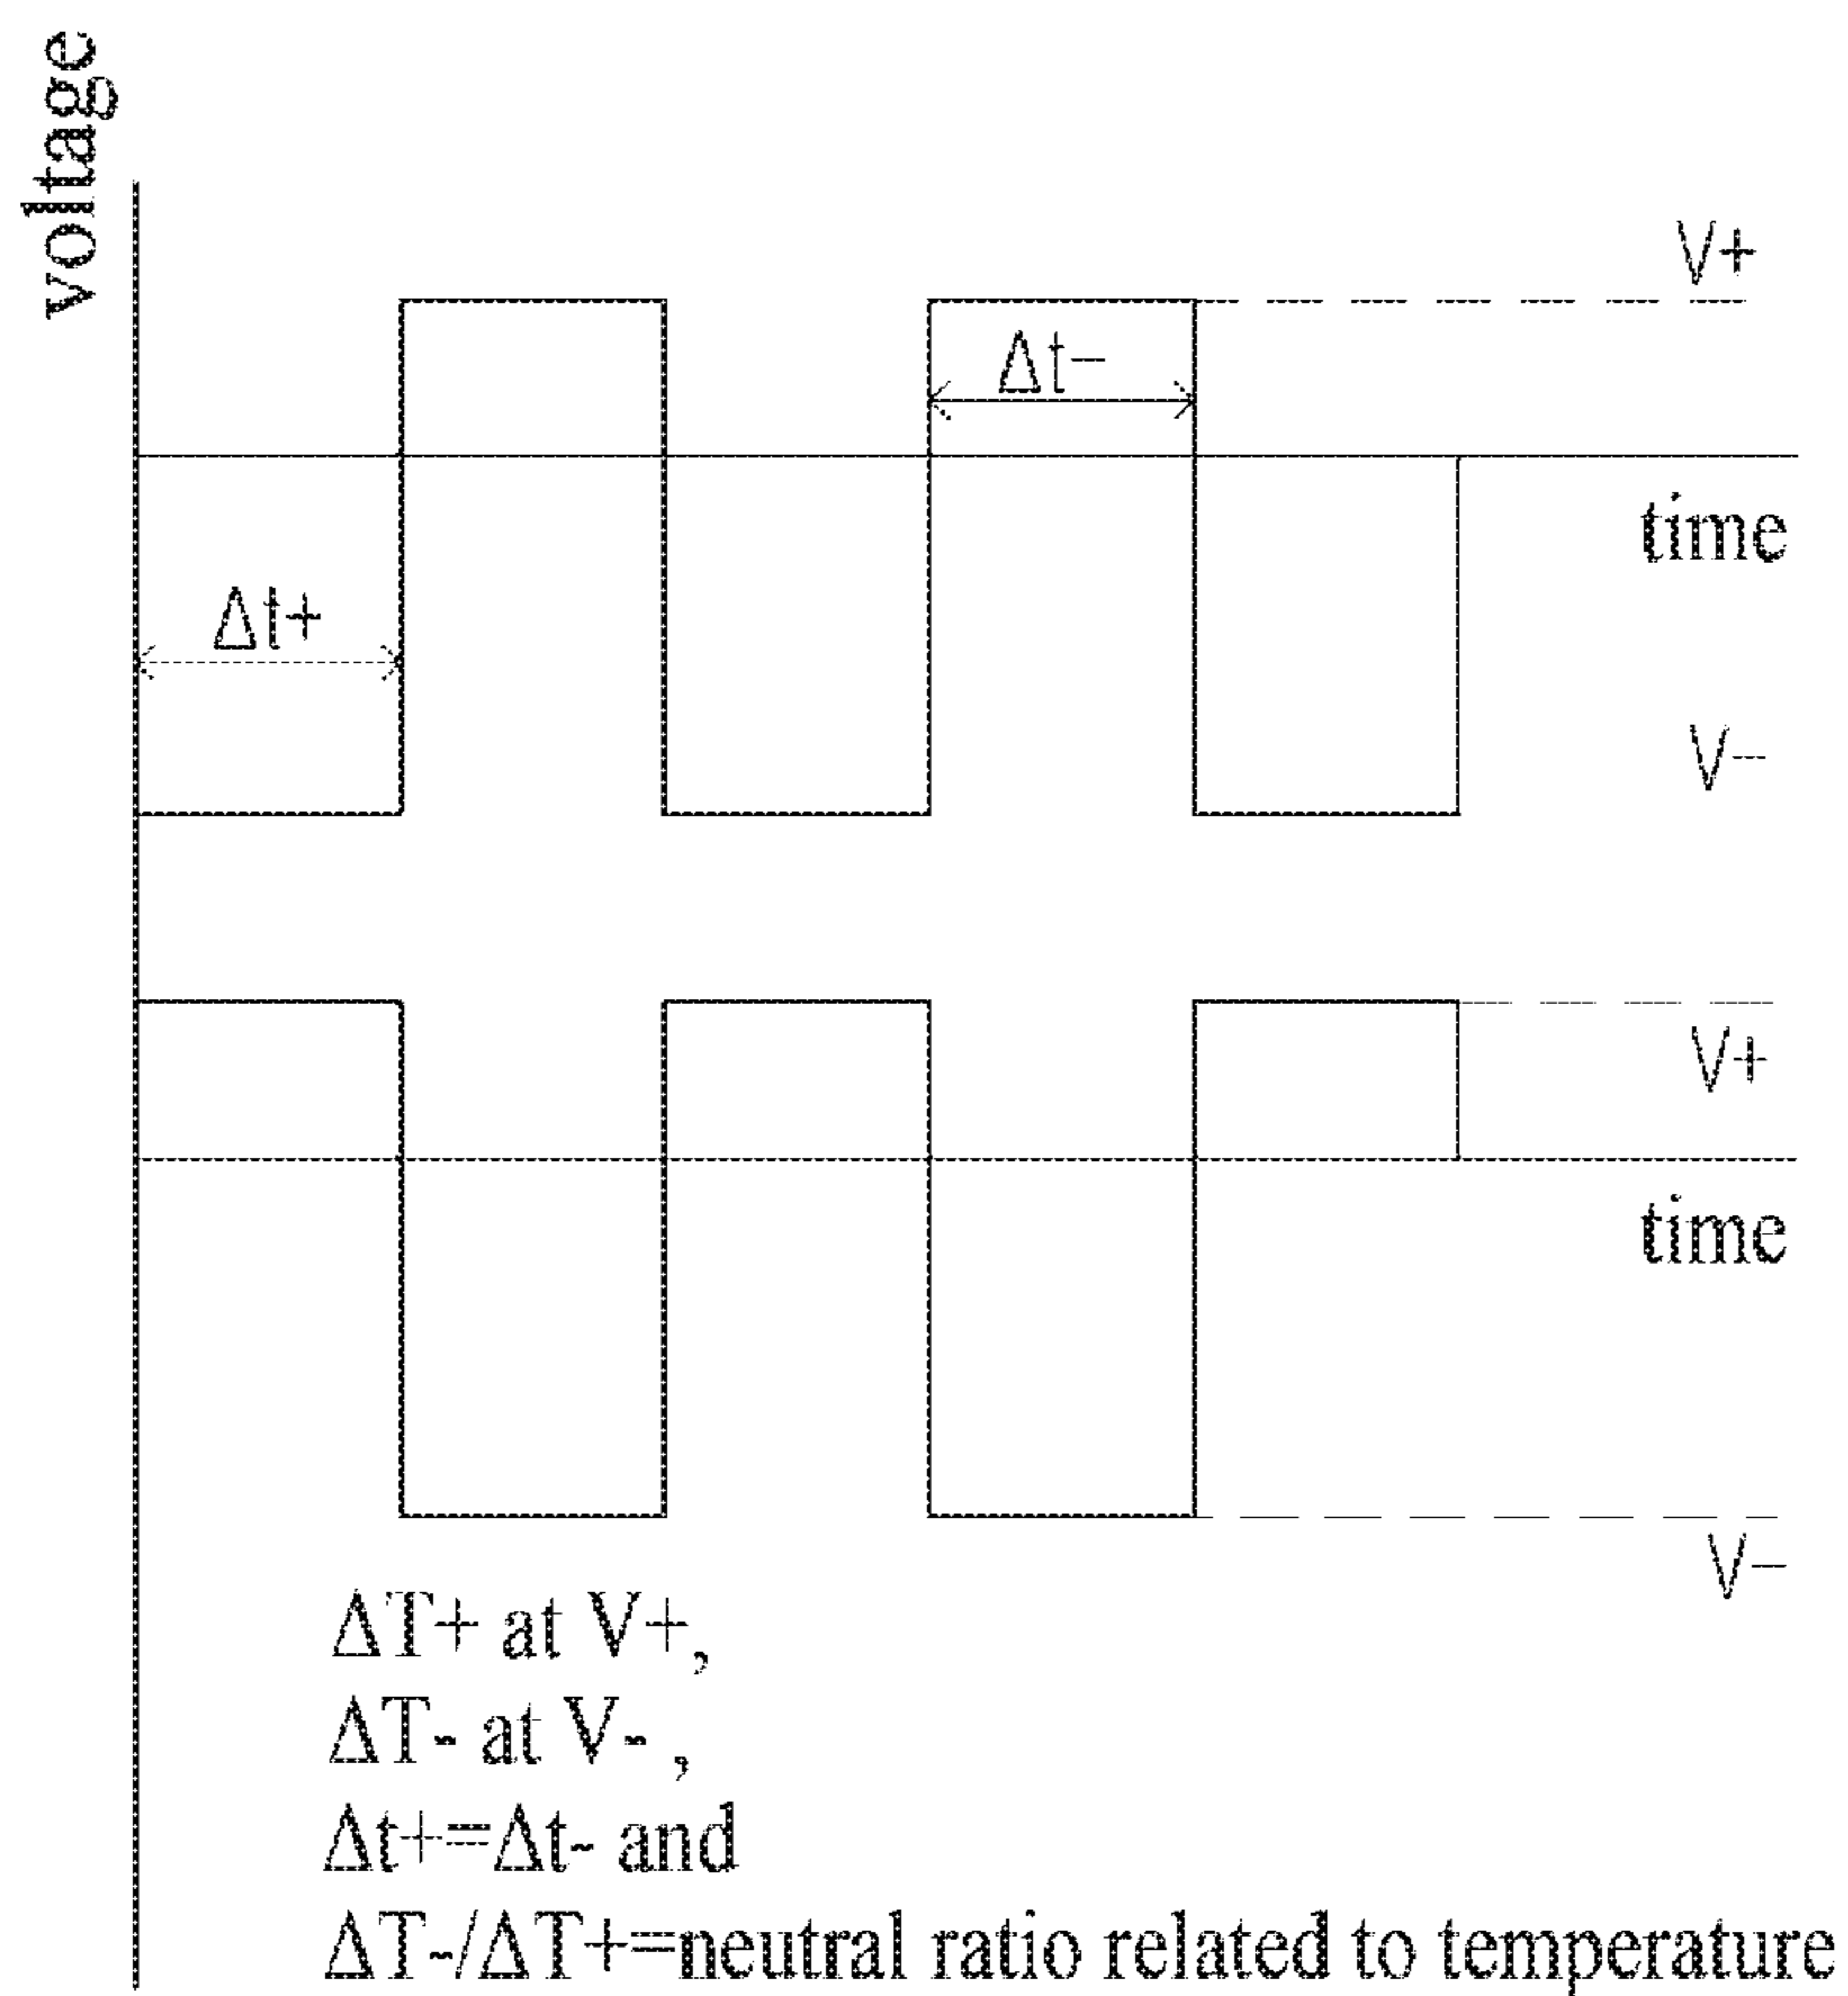 voltage
V+
Δt−
time
Δt+
V−
V+
time
V−
ΔT+ at V+,
ΔT- at V- ,
Δt+=Δt- and
ΔT-/ΔT+=neutral ratio related to temperature